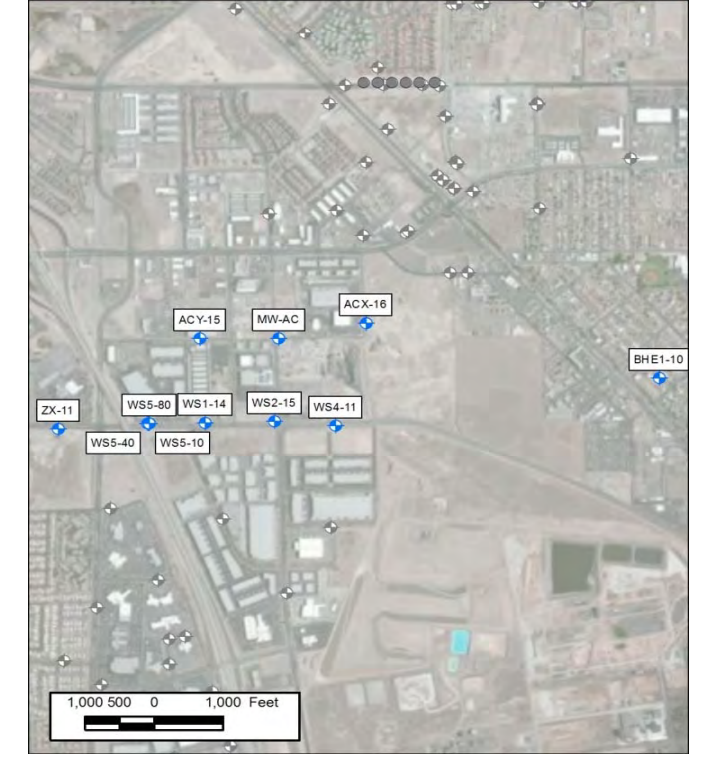 ACX-16
ACY-15
MW-AC
BHE1-10
ZX-11
WS5-80
WS1-14
WS2-15
WS4-11
WS5-40
WS5-10
1,000 500 0 1,000 Feet